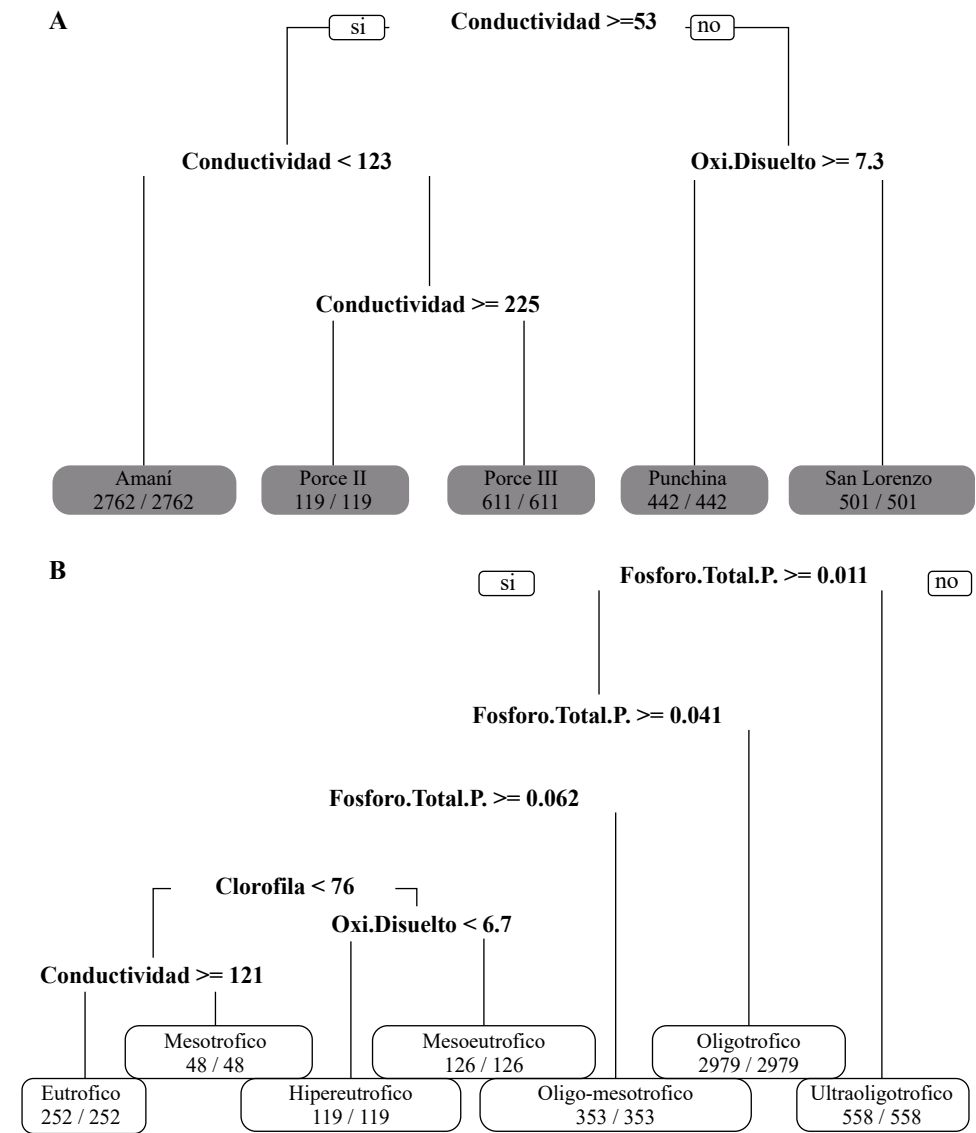 A
si
Conductividad >=53
no
Conductividad < 123
Oxi.Disuelto >= 7.3
Conductividad >= 225
Amaní
2762 / 2762
Porce II
119 / 119
Porce III
611 / 611
Punchina
442 / 442
San Lorenzo
501 / 501
B
si
Fosforo.Total.P. >= 0.011
no
Fosforo.Total.P. >= 0.041
Fosforo.Total.P. >= 0.062
Clorofila < 76
Oxi.Disuelto < 6.7
Conductividad >= 121
Mesotrofico
48 / 48
Mesoeutrofico
126 / 126
Oligotrofico
2979 / 2979
Eutrofico
252 / 252
Hipereutrofico
119 / 119
Oligo-mesotrofico
353 / 353
Ultraoligotrofico
558 / 558